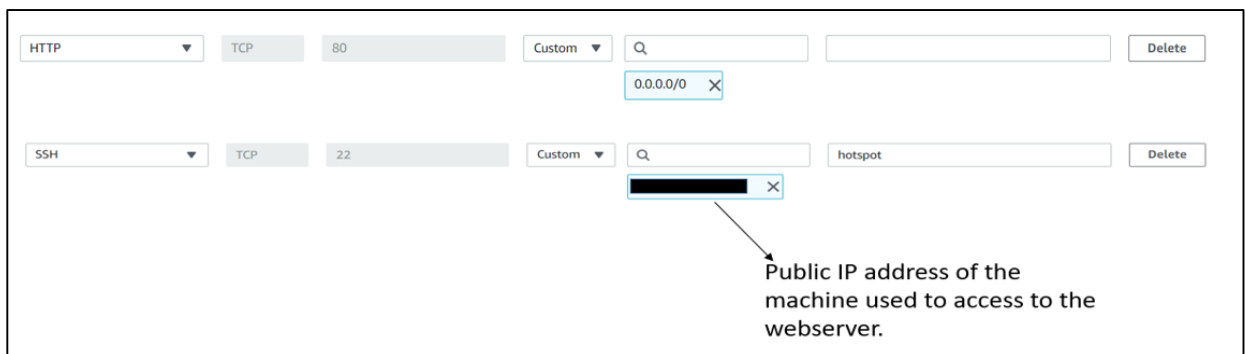 HTTP TCP 80 Custom Delete
0.0.0.0/0
SSH TCP 22 Custom hotspot Delete
Public IP address of the
machine used to access to the
webserver.